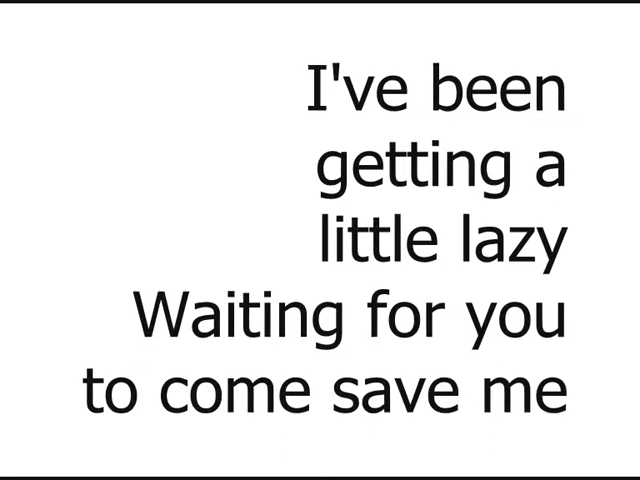 I've been
getting a
little lazy
Waiting for you
to come save me